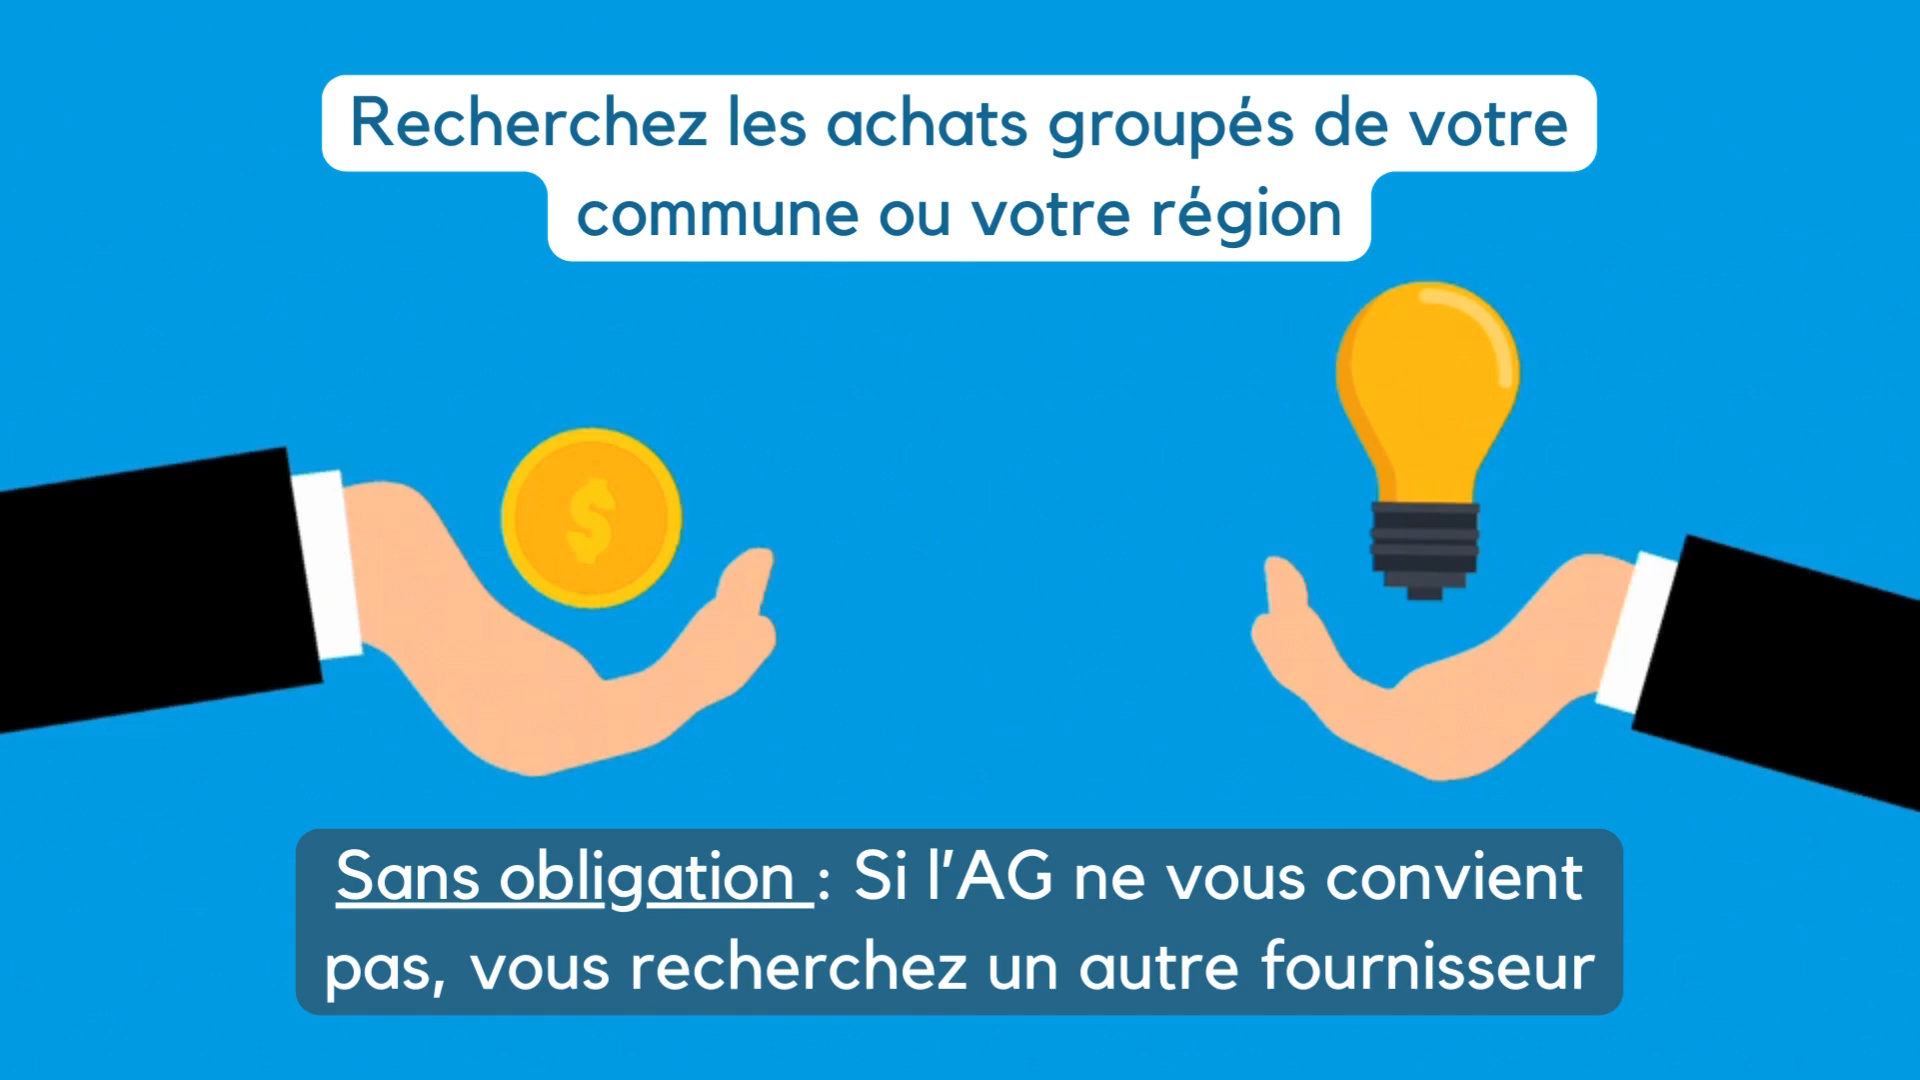 Recherchez les achats groupés de votre
commune ou votre région
$
Sans obligation : Si l'AG ne vous convient
pas, vous recherchez un autre fournisseur